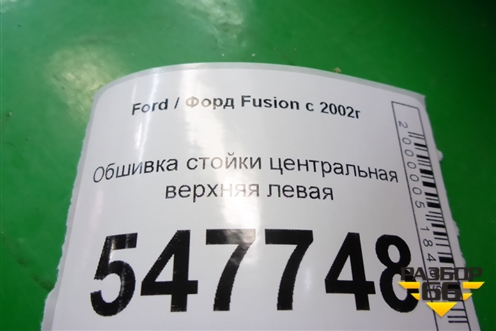 Ford / Форд Fusion с 2002г
Обшивка стойки центральная
верхняя левая
547748
РАЗБОР
66